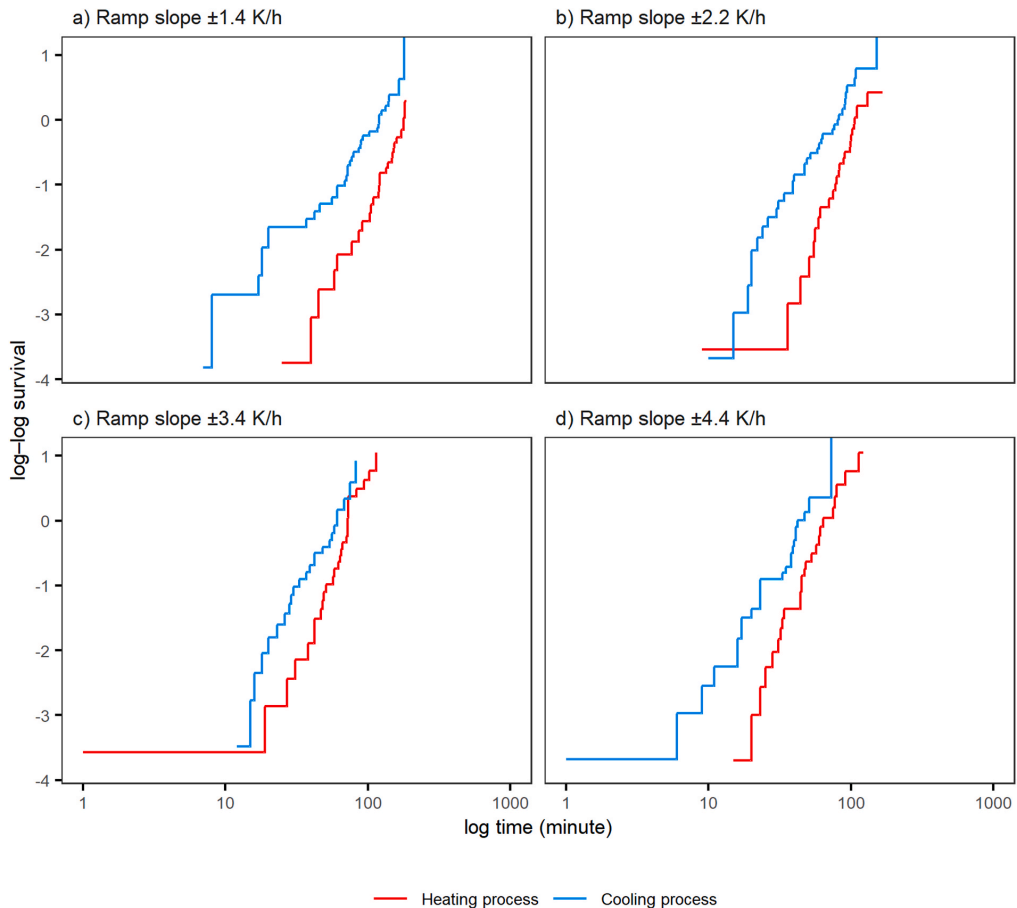 a) Ramp slope ±1.4 K/h
b) Ramp slope ±2.2 K/h
1
0
-1
-2
-3
-4
c) Ramp slope ±3.4 K/h
d) Ramp slope ±4.4 K/h
1
0
-1
-2
-3
-4
log–log survival
1 10 100 1000
1 10 100 1000
log time (minute)
Heating process Cooling process